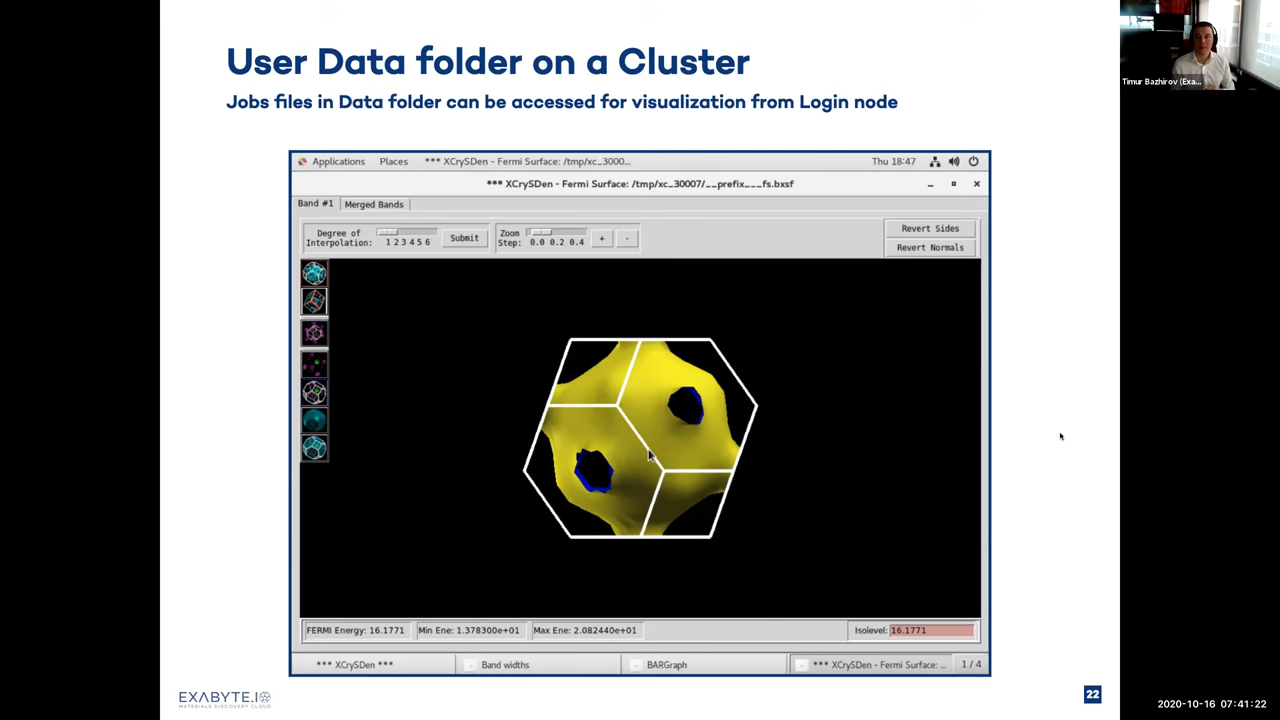 User Data folder on a Cluster
Jobs files in Data folder can be accessed for visualization from Login node
Timur Bazhirov (Exa...
Applications Places *** XCrySDen - Fermi Surface: /tmp/xc_3000... Thu 18:47
*** XCrySDen - Fermi Surface: /tmp/xc_30007/__prefix___fs.bxsf
Band #1 Merged Bands
Degree of
Interpolation: 1 2 3 4 5 6 Submit
Zoom
Step: 0.0 0.2 0.4 + -
Revert Sides
Revert Normals
FERMI Energy: 16.1771 Min Ene: 1.378300e+01 Max Ene: 2.082440e+01 Isolevel: 16.1771
*** XCrySDen *** Band widths BARGraph *** XCrySDen - Fermi Surface: ... 1 / 4
EXABYTE.IO
MATERIALS DISCOVERY CLOUD
22
2020-10-16 07:41:22